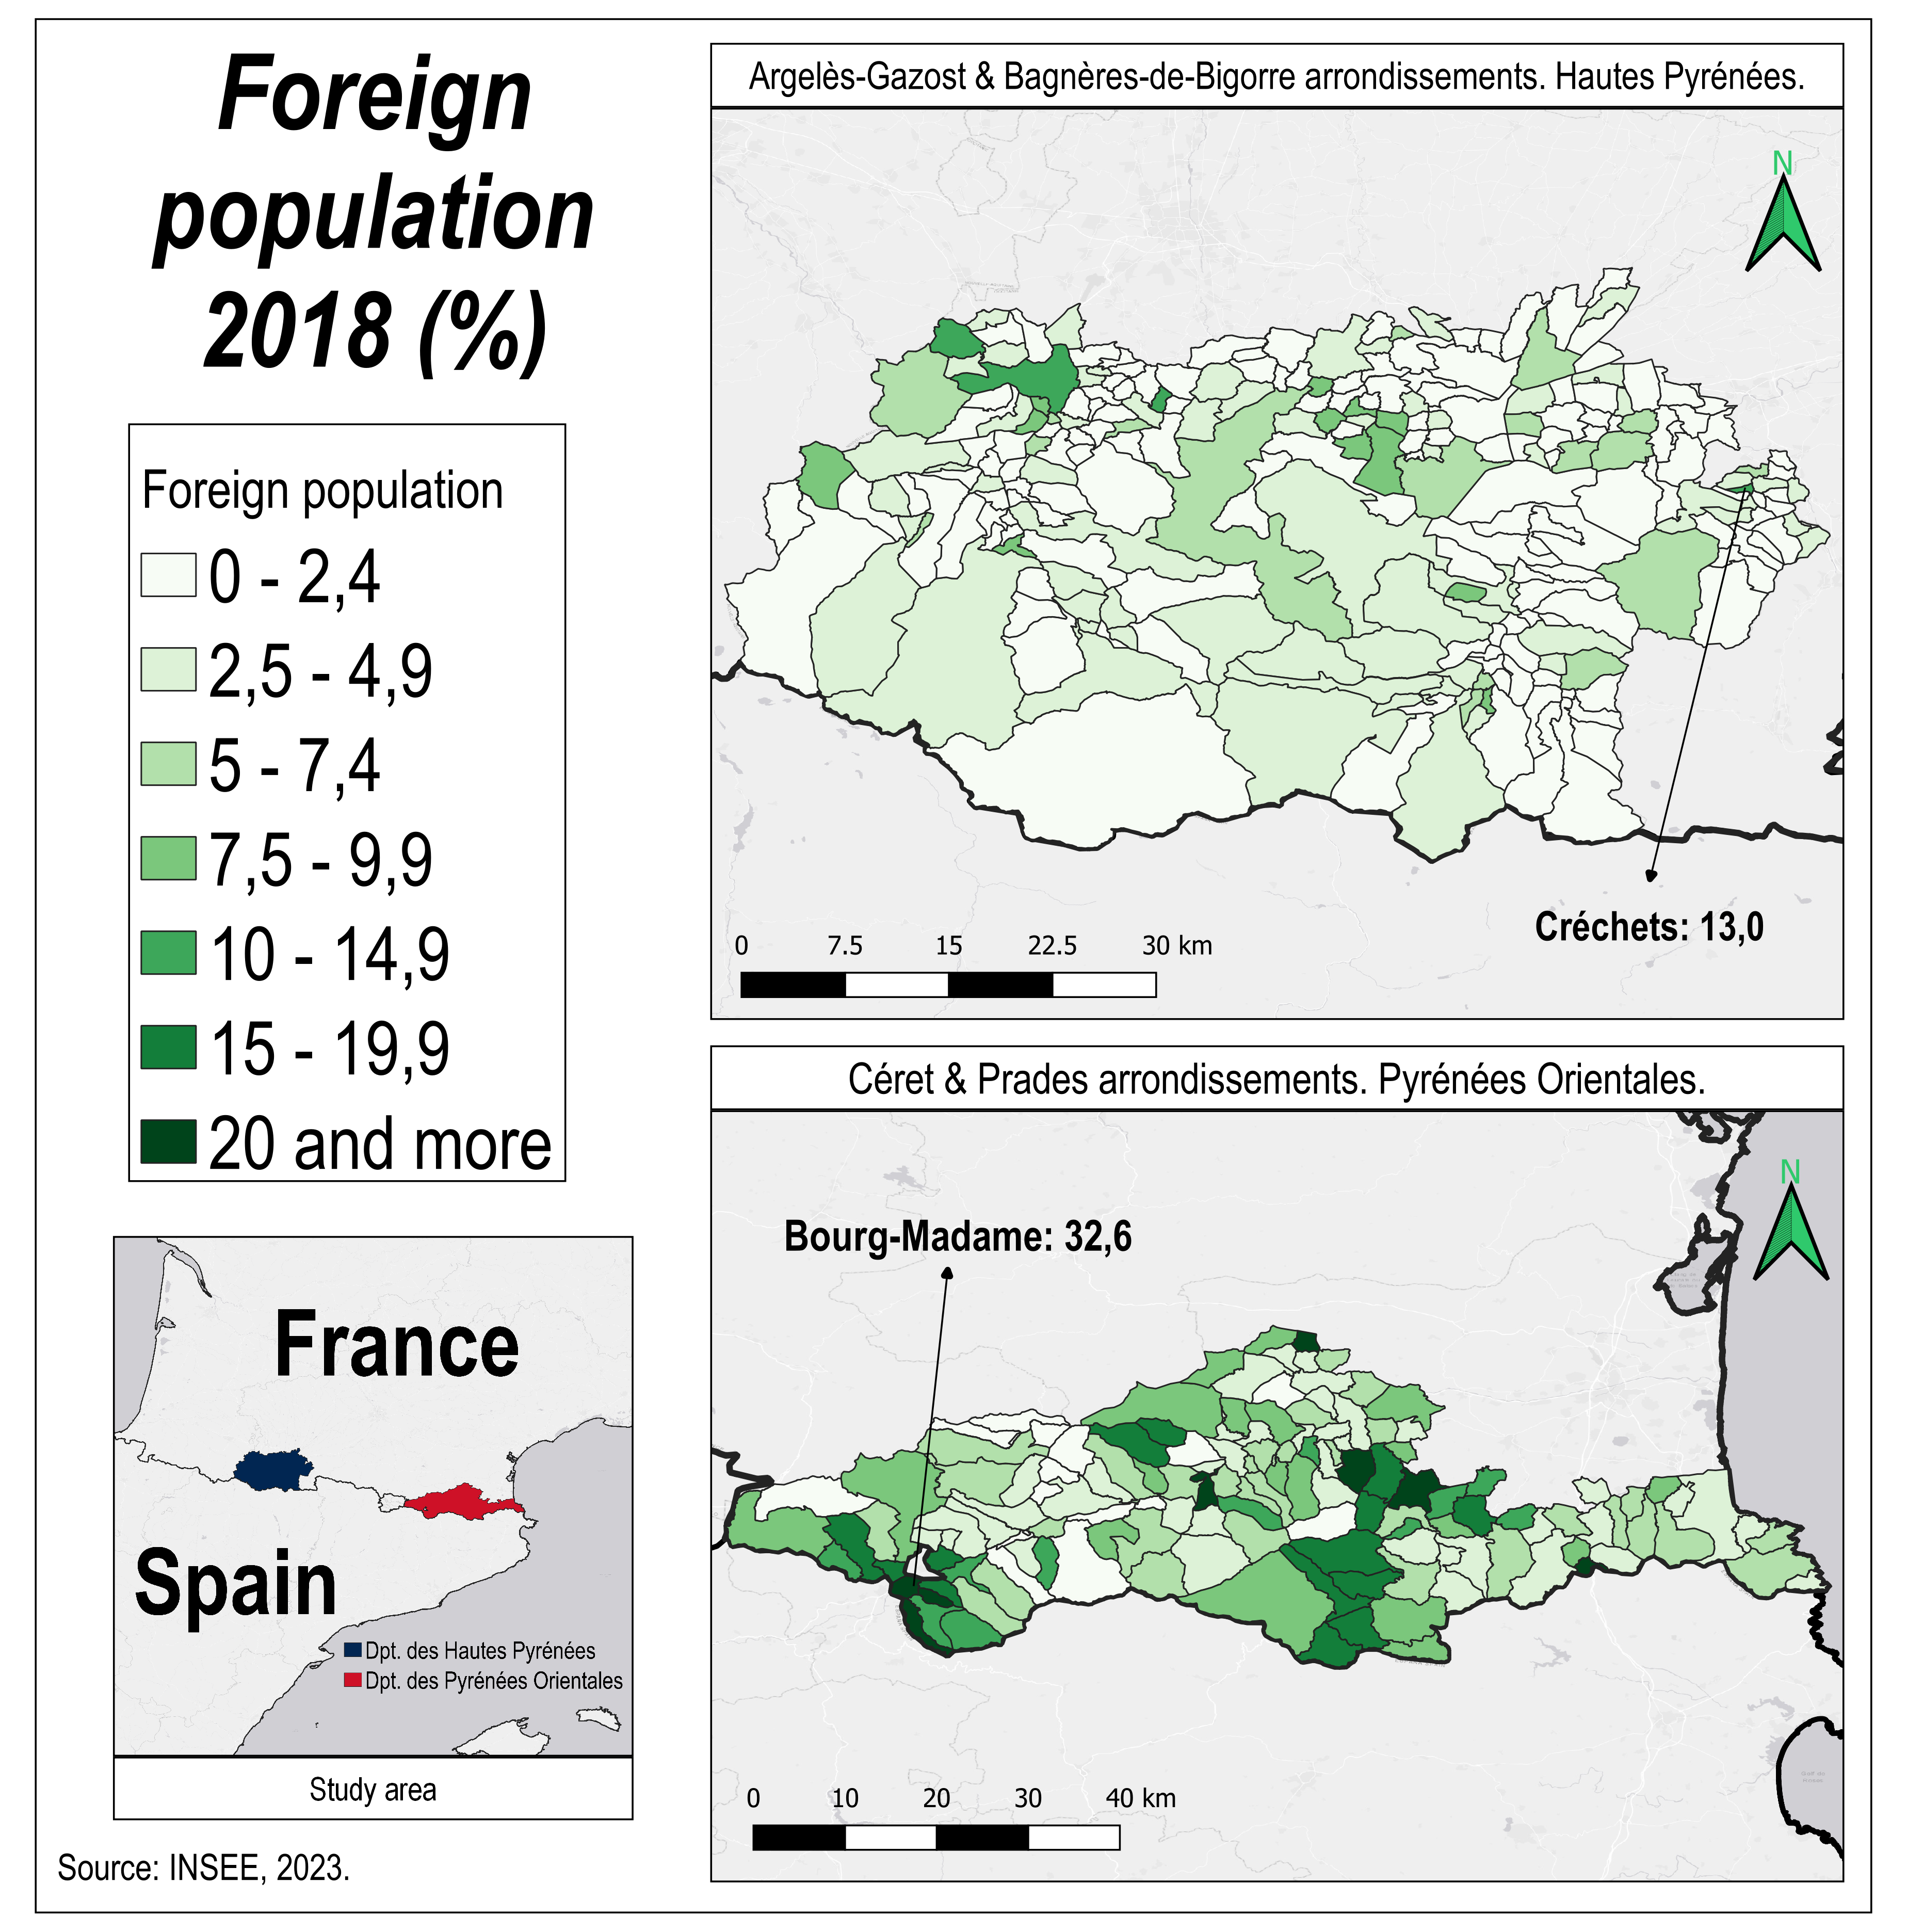 Foreign
population
2018 (%)
Foreign population
0 - 2,4
2,5 - 4,9
5 - 7,4
7,5 - 9,9
10 - 14,9
15 - 19,9
20 and more
France
Spain
Dpt. des Hautes Pyrénées
Dpt. des Pyrénées Orientales
Study area
Source: INSEE, 2023.
Argelès-Gazost & Bagnères-de-Bigorre arrondissements. Hautes Pyrénées.
N
Créchets: 13,0
0 7.5 15 22.5 30 km
Céret & Prades arrondissements. Pyrénées Orientales.
N
Bourg-Madame: 32,6
0 10 20 30 40 km